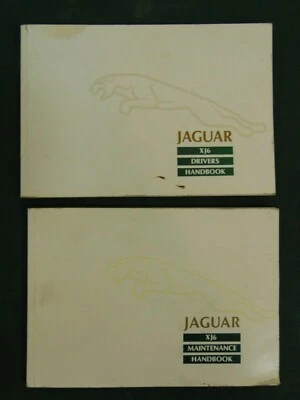 JAGUAR
XJ6
DRIVERS
HANDBOOK
JAGUAR
XJ6
MAINTENANCE
HANDBOOK